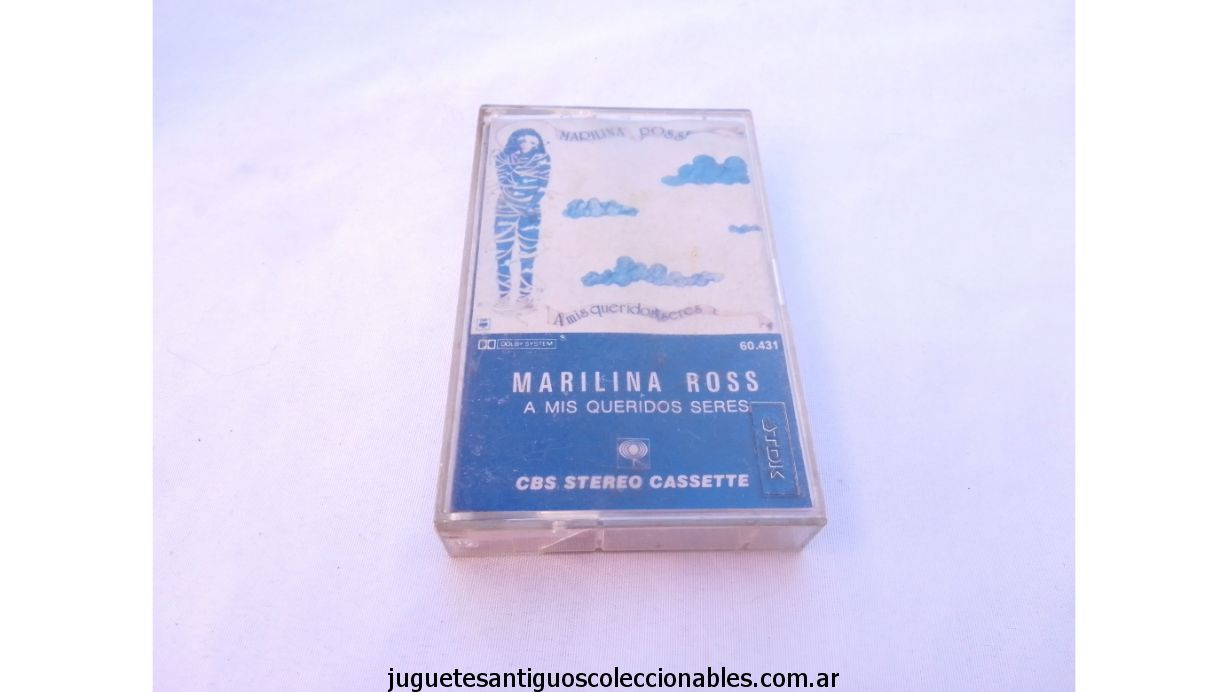 MARILINA ROSS
A mis queridos seres
DOLBY SYSTEM
60.431
MARILINA ROSS
A MIS QUERIDOS SERES
TDK
CBS STEREO CASSETTE
juguetesantiguoscoleccionables.com.ar